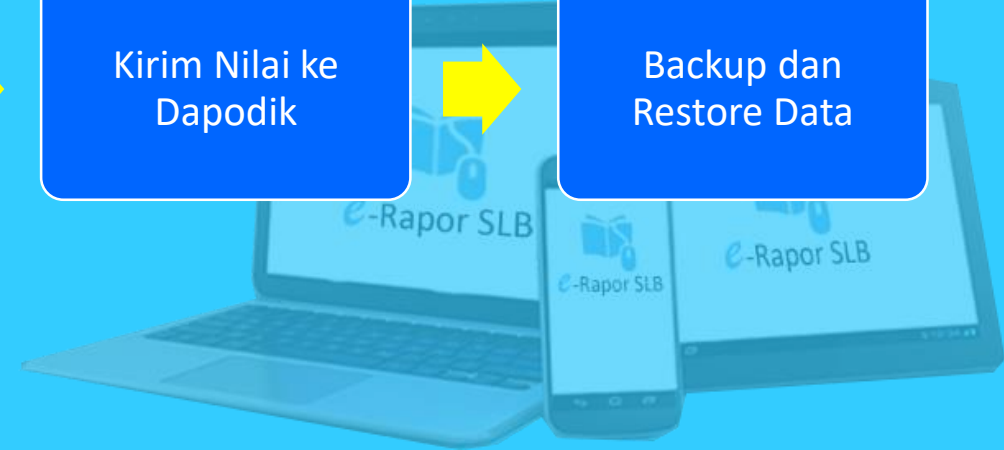 Kirim Nilai ke
Dapodik
Backup dan
Restore Data
e-Rapor SLB
e-Rapor SLB
e-Rapor SLB